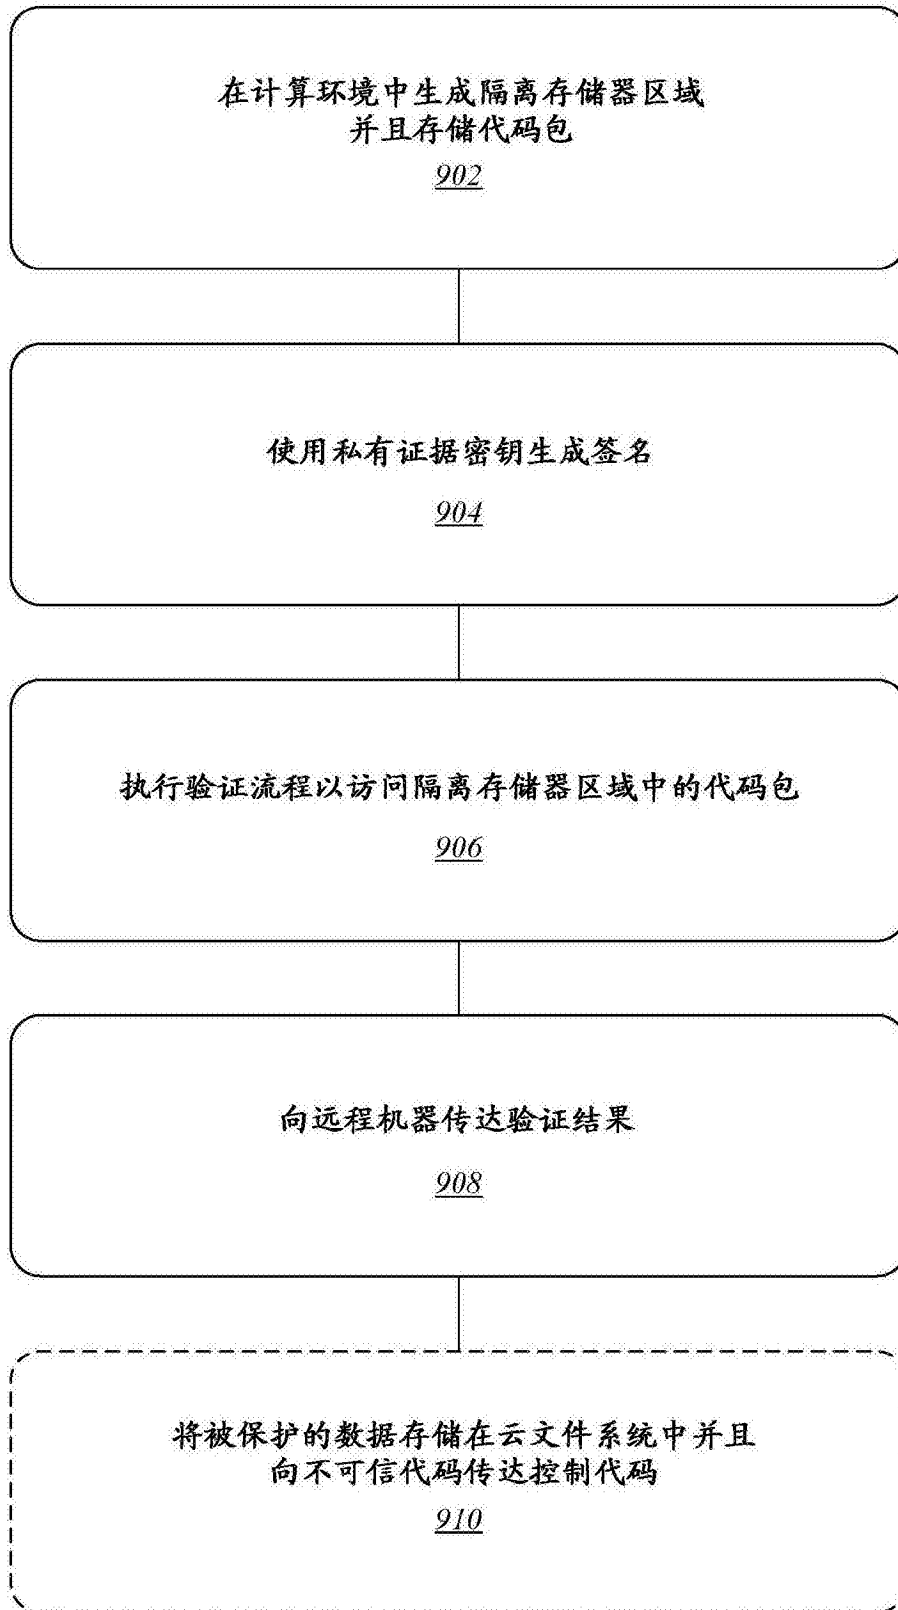 在计算环境中生成隔离存储器区域
并且存储代码包
902
使用私有证据密钥生成签名
904
执行验证流程以访问隔离存储器区域中的代码包
906
向远程机器传达验证结果
908
将被保护的数据存储在云文件系统中并且
向不可信代码传达控制代码
910